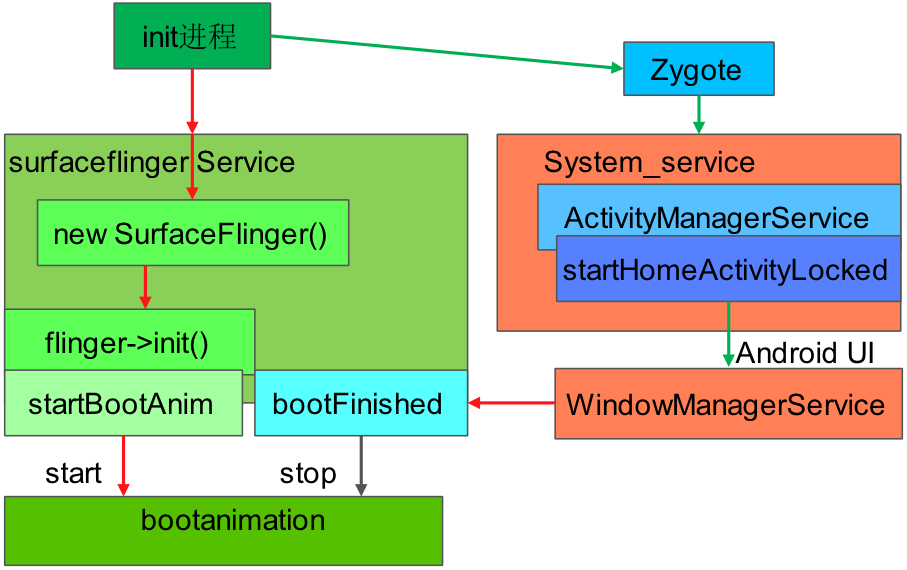 init进程
Zygote
surfaceflinger Service
new SurfaceFlinger()
flinger->init()
startBootAnim
bootFinished
start
stop
bootanimation
System_service
ActivityManagerService
startHomeActivityLocked
Android UI
WindowManagerService